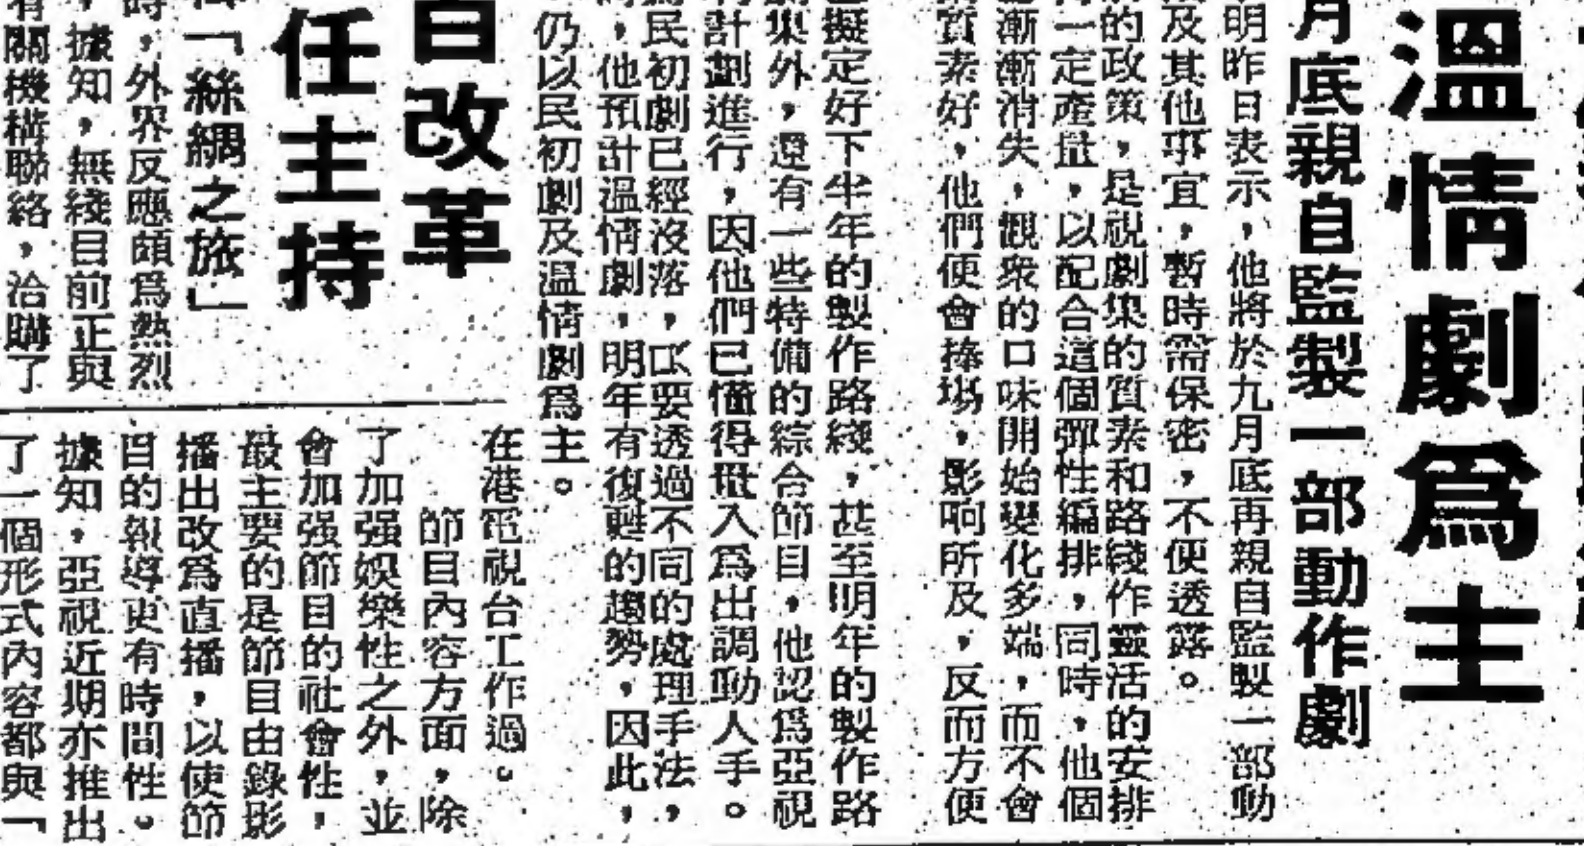 溫情劇為主
月底親自監製一部動作劇
明昨日表示，他將於九月底再親自監製一部動
及其他事宜，暫時需保密，不便透露。
的政策，是視劇集的質素和路綫作靈活的安排
一定產量，以配合這個彈性編排，同時，他個
漸漸消失，觀衆的口味開始變化多端，而不會
質素好，他們便會捧場，影响所及，反而方便
擬定好下半年的製作路綫，甚至明年的製作路
集外，還有一些特備的綜合節目，他認爲亞視
計劃進行，因他們已懂得量入爲出調動人手。
民初劇已經沒落，只要透過不同的處理手法，
，他預計溫情劇，明年有復甦的趨勢，因此，
仍以民初劇及溫情劇爲主。
改革
任主持
「絲綢之旅」
時，外界反應頗爲熱烈
，據知，無綫目前正與
有關機構聯絡，洽購了
在港電視台工作過。
節目內容方面，除
了加强娛樂性之外，並
會加强節目的社會性，
最主要的是節目由錄影
播出改爲直播，以使節
目的報導更有時間性。
據知，亞視近期亦推出
了一個形式內容都與「